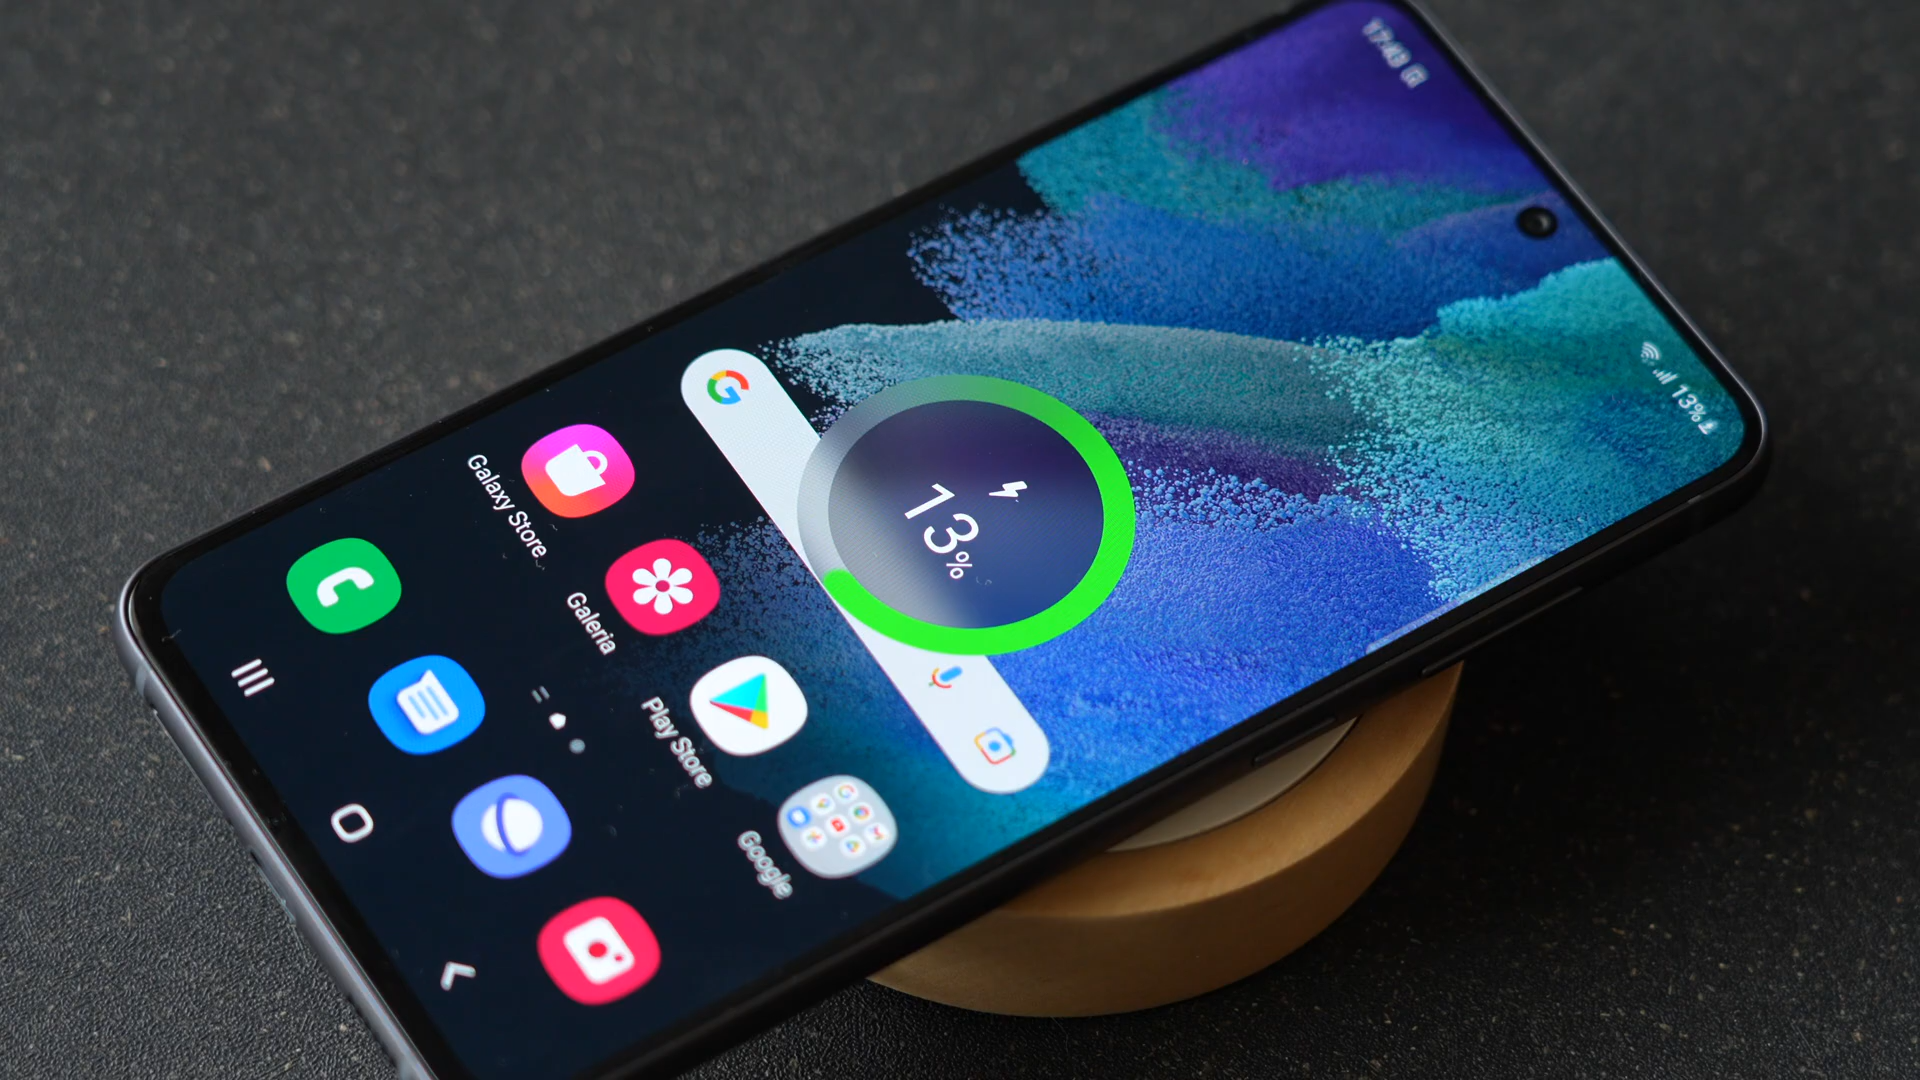 17:43
13%
13%
Galaxy Store
Galeria
Play Store
Google